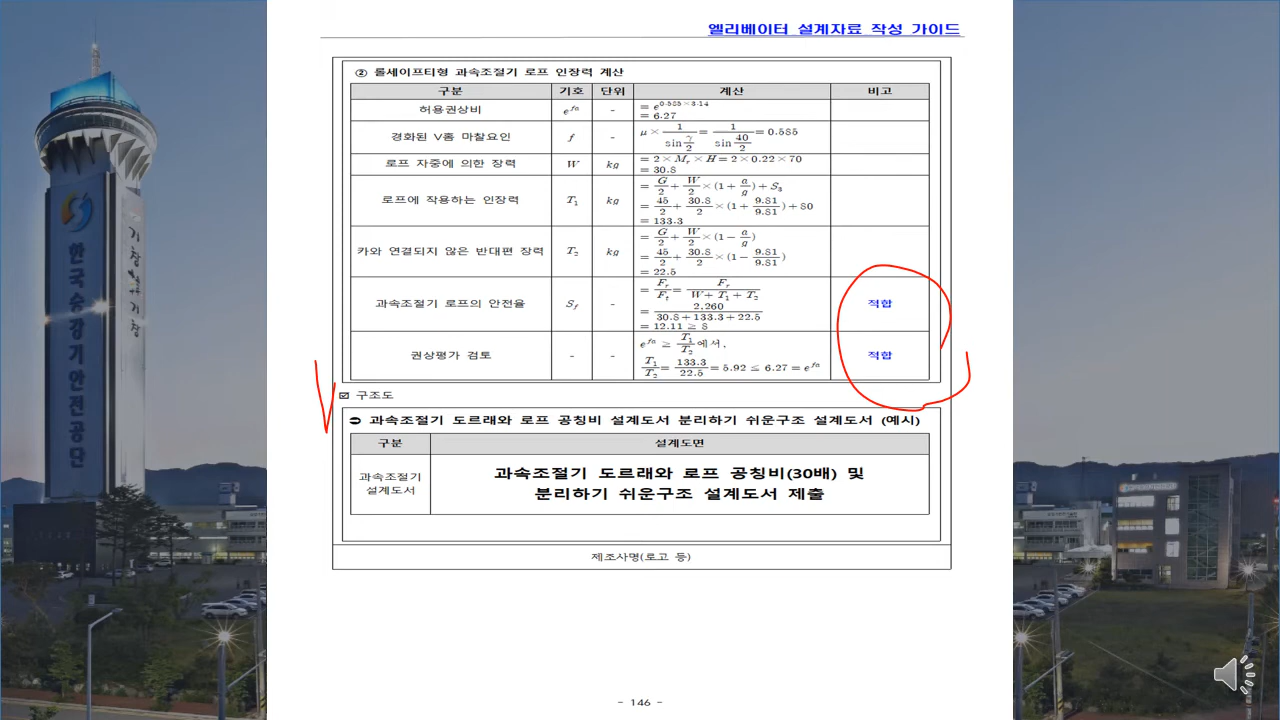 엘리베이터 설계자료 작성 가이드
② 롤세이프티형 과속조절기 로프 인장력 계산
구분 기호 단위 계산 비고
허용권상비 e^{fα} - = e^{0.585×3.14}
= 6.27
경화된 V홈 마찰요인 f - μ × 1/sin(γ/2) = 1/sin(40/2) = 0.585
로프 자중에 의한 장력 W kg = 2 × M_r × H = 2 × 0.22 × 70
= 30.8
로프에 작용하는 인장력 T_1 kg = G/2 + W/2 × (1 + a/g) + S_3
= 45/2 + 30.8/2 × (1 + 9.81/9.81) + 80
= 133.3
카와 연결되지 않은 반대편 장력 T_2 kg = G/2 + W/2 × (1 − a/g)
= 45/2 + 30.8/2 × (1 − 9.81/9.81)
= 22.5
과속조절기 로프의 안전율 S_f - = F_r/F_t = F_r/(W + T_1 + T_2) 적합
= 2,260/(30.8 + 133.3 + 22.5)
= 12.11 ≥ 8
권상평가 검토 - - e^{fα} ≥ T_1/T_2 에서, 적합
T_1/T_2 = 133.3/22.5 = 5.92 ≤ 6.27 = e^{fα}
☑ 구조도
➲ 과속조절기 도르래와 로프 공칭비 설계도서 분리하기 쉬운구조 설계도서 (예시)
구분 설계도면
과속조절기
설계도서
과속조절기 도르래와 로프 공칭비(30배) 및
분리하기 쉬운구조 설계도서 제출
제조사명(로고 등)
- 146 -
한국승강기안전공단